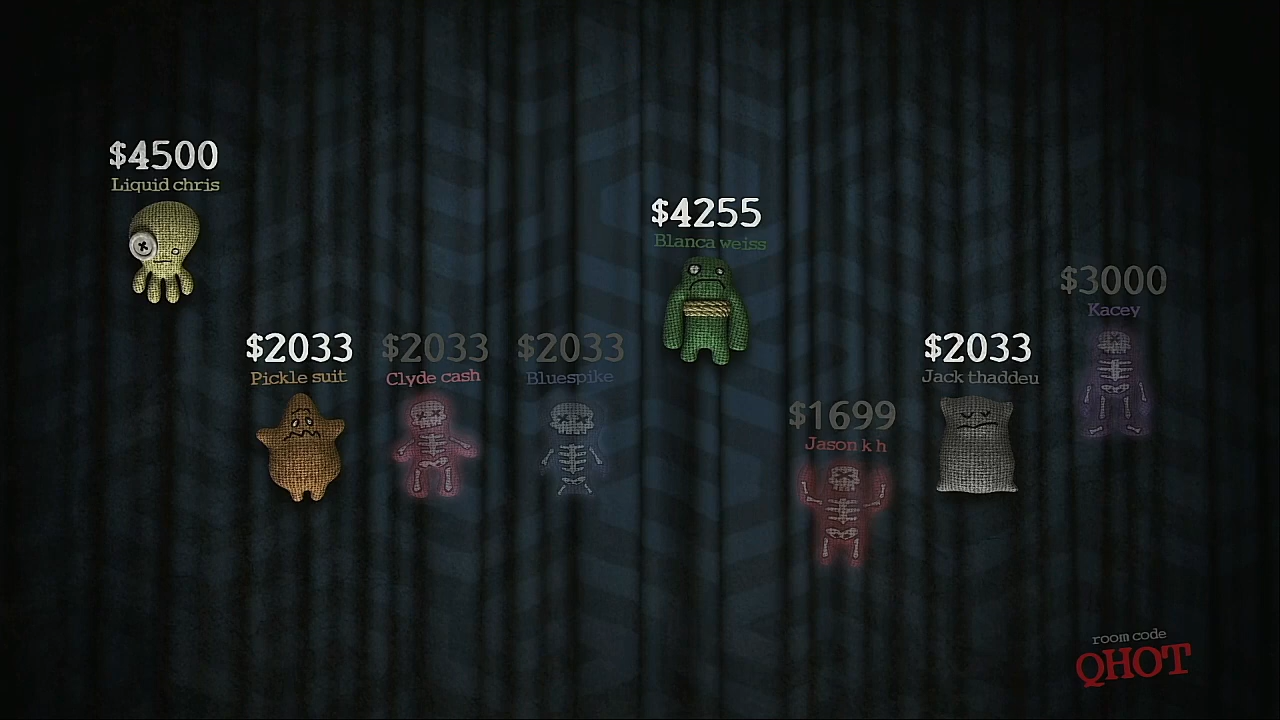 $4500
Liquid chris
$2033
Pickle suit
$2033
Clyde cash
$2033
Bluespike
$4255
Blanca weiss
$1699
Jason k h
$2033
Jack thaddeu
$3000
Kacey
room code
QHOT